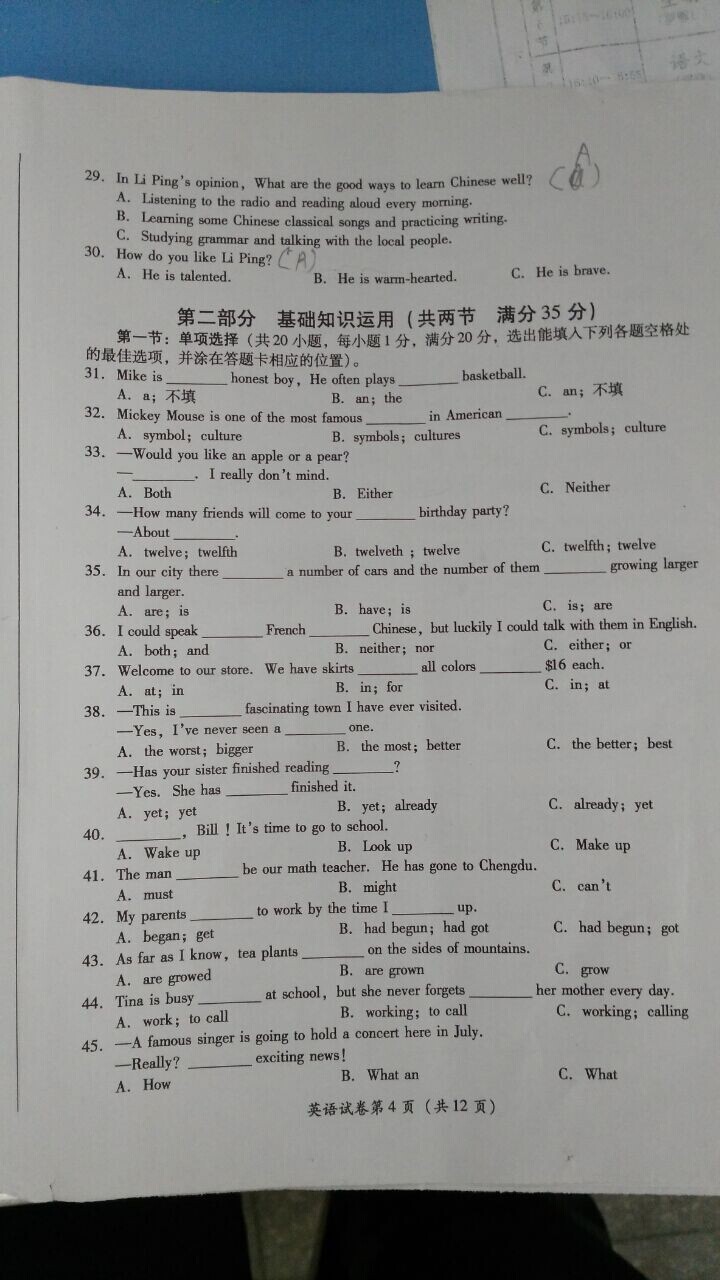 语文
29. In Li Ping's opinion, What are the good ways to learn Chinese well? (A)
A. Listening to the radio and reading aloud every morning.
B. Learning some Chinese classical songs and practicing writing.
C. Studying grammar and talking with the local people.
30. How do you like Li Ping? (A)
A. He is talented. B. He is warm-hearted. C. He is brave.
第二部分 基础知识运用（共两节 满分35分）
第一节：单项选择（共20小题，每小题1分，满分20分，选出能填入下列各题空格处
的最佳选项，并涂在答题卡相应的位置）。
31. Mike is ________ honest boy, He often plays ________ basketball.
A. a; 不填 B. an; the C. an; 不填
32. Mickey Mouse is one of the most famous ________ in American ________.
A. symbol; culture B. symbols; cultures C. symbols; culture
33. —Would you like an apple or a pear?
—________. I really don't mind.
A. Both B. Either C. Neither
34. —How many friends will come to your ________ birthday party?
—About ________.
A. twelve; twelfth B. twelveth ; twelve C. twelfth; twelve
35. In our city there ________ a number of cars and the number of them ________ growing larger
and larger.
A. are; is B. have; is C. is; are
36. I could speak ________ French ________ Chinese, but luckily I could talk with them in English.
A. both; and B. neither; nor C. either; or
37. Welcome to our store. We have skirts ________ all colors ________ $16 each.
A. at; in B. in; for C. in; at
38. —This is ________ fascinating town I have ever visited.
—Yes, I've never seen a ________ one.
A. the worst; bigger B. the most; better C. the better; best
39. —Has your sister finished reading ________?
—Yes. She has ________ finished it.
A. yet; yet B. yet; already C. already; yet
40. ________, Bill ! It's time to go to school.
A. Wake up B. Look up C. Make up
41. The man ________ be our math teacher. He has gone to Chengdu.
A. must B. might C. can't
42. My parents ________ to work by the time I ________ up.
A. began; get B. had begun; had got C. had begun; got
43. As far as I know, tea plants ________ on the sides of mountains.
A. are growed B. are grown C. grow
44. Tina is busy ________ at school, but she never forgets ________ her mother every day.
A. work; to call B. working; to call C. working; calling
45. —A famous singer is going to hold a concert here in July.
—Really? ________ exciting news!
A. How B. What an C. What
英语试卷第4页（共12页）